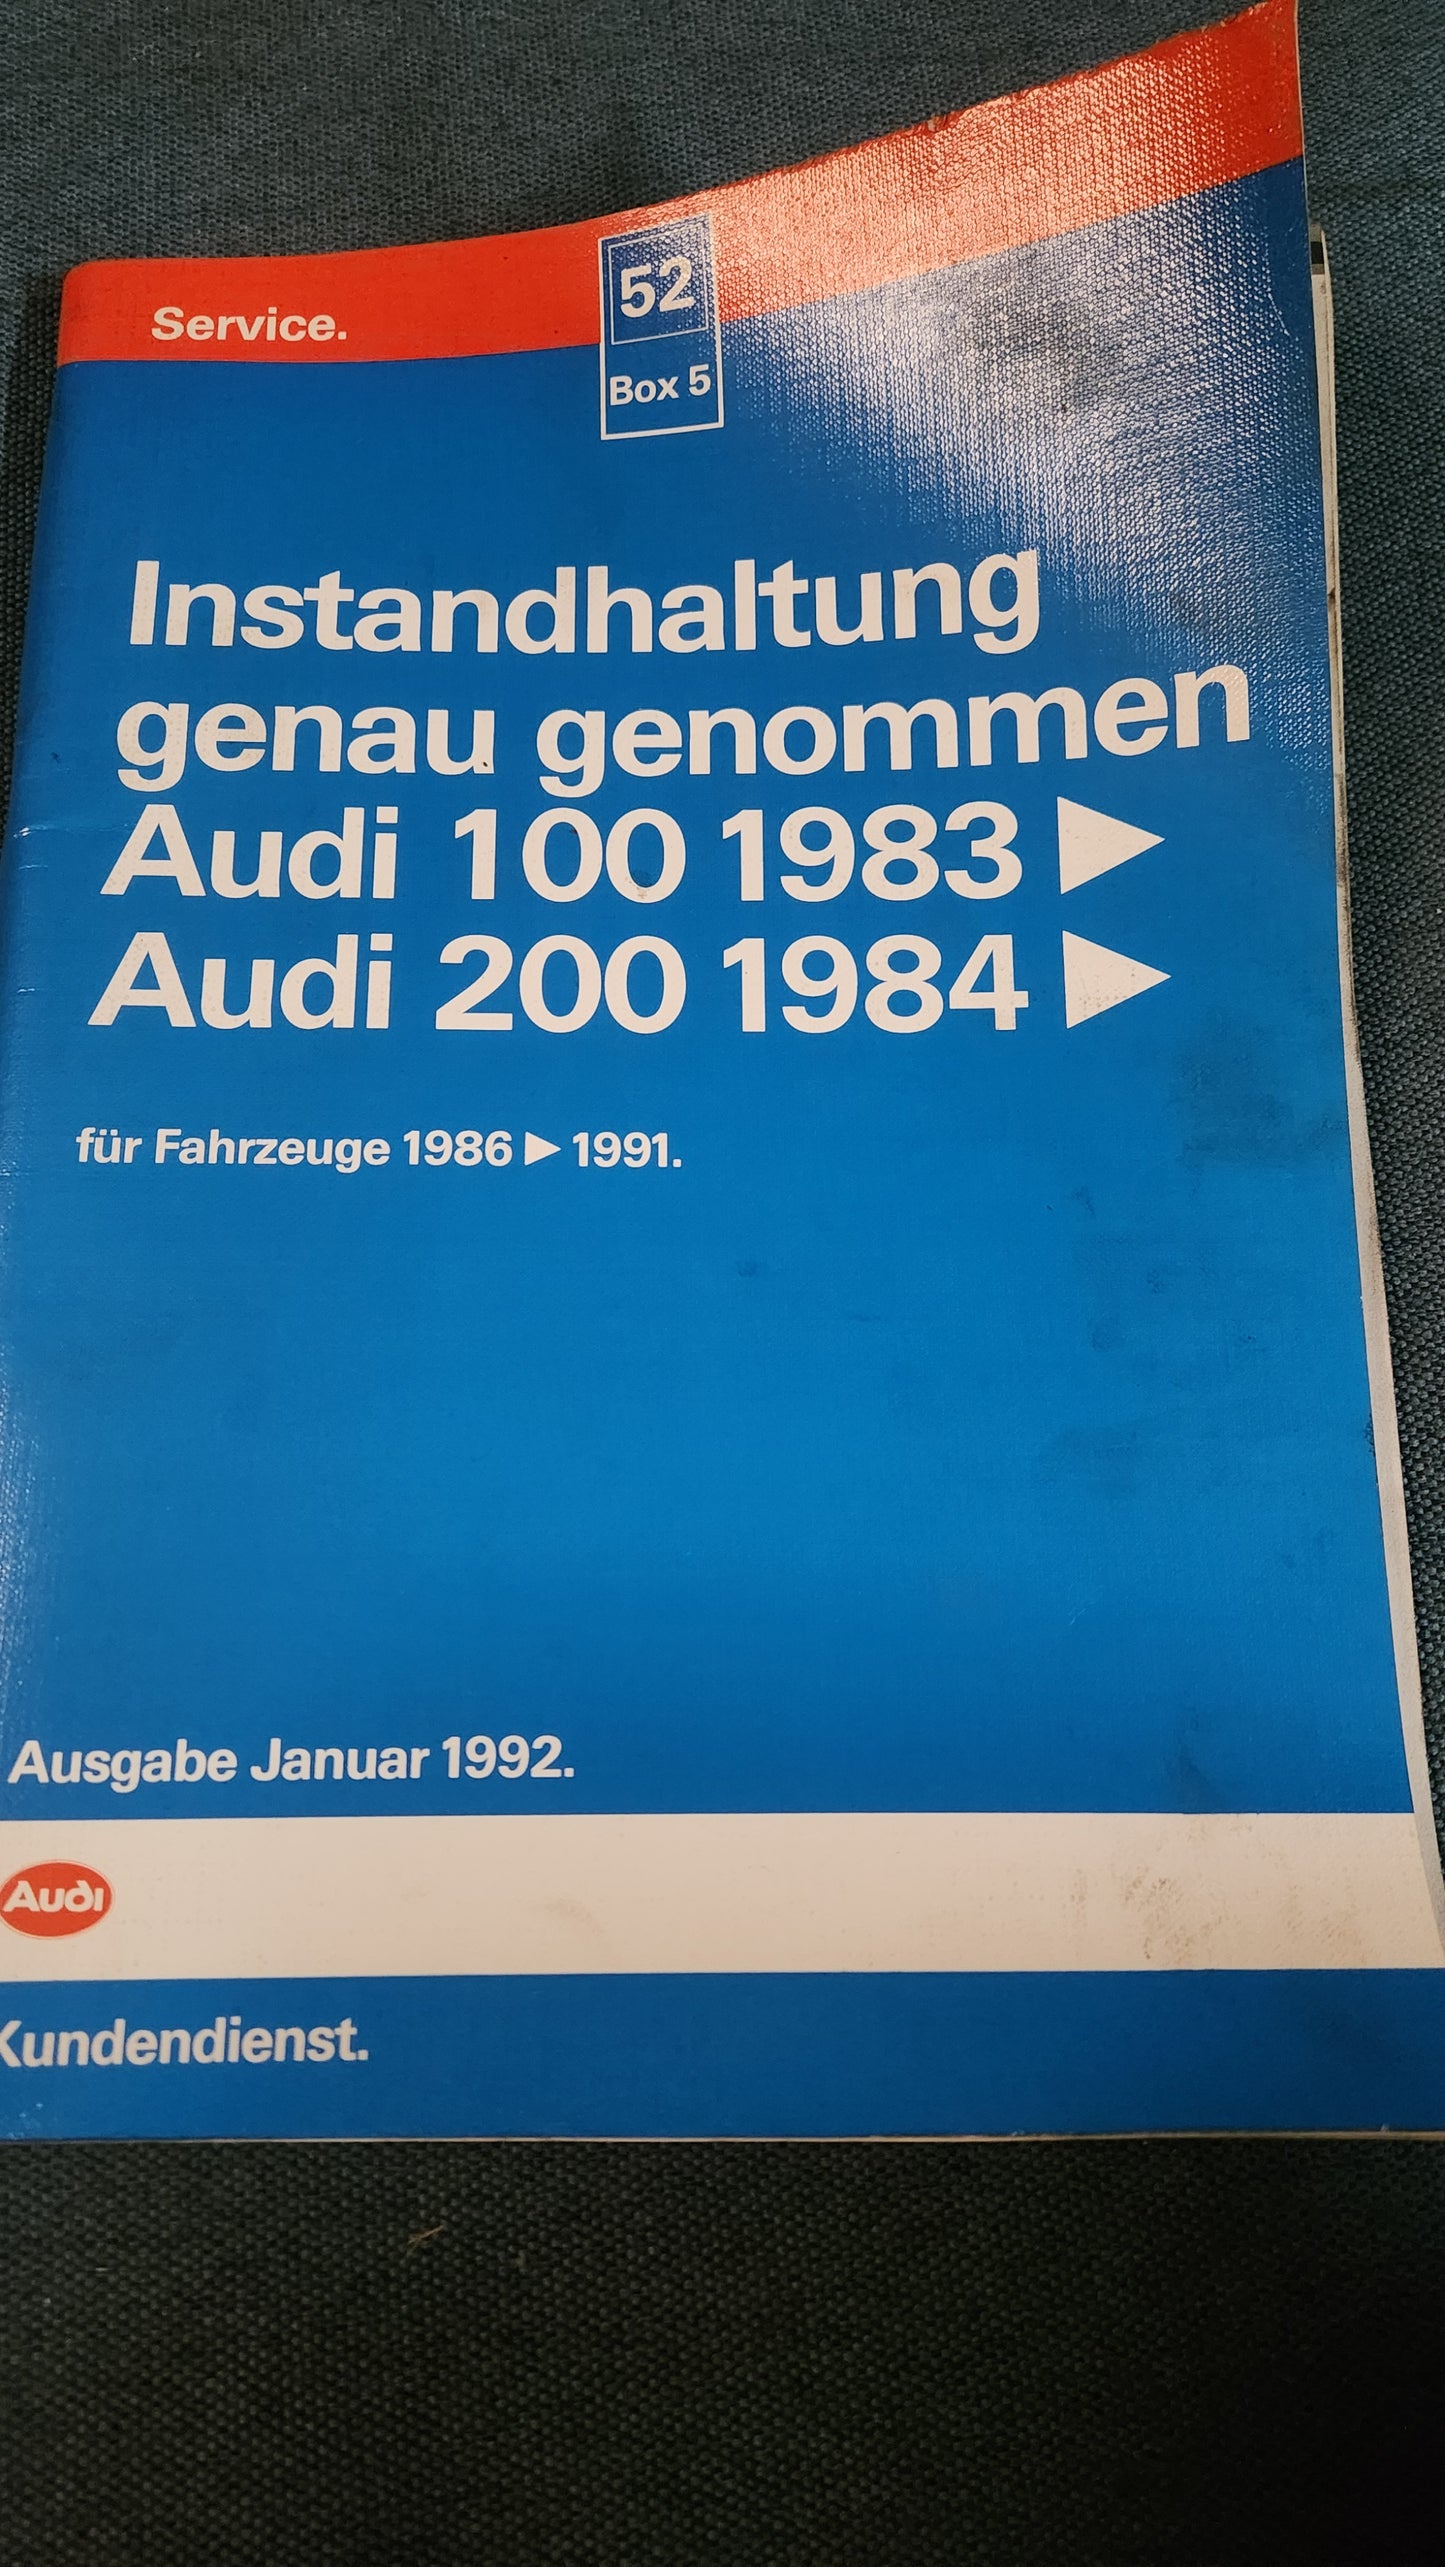 Service.
52
Box 5
Instandhaltung
genau genommen
Audi 100 1983 ▶
Audi 200 1984 ▶
für Fahrzeuge 1986 ▶ 1991.
Ausgabe Januar 1992.
Audi
Kundendienst.